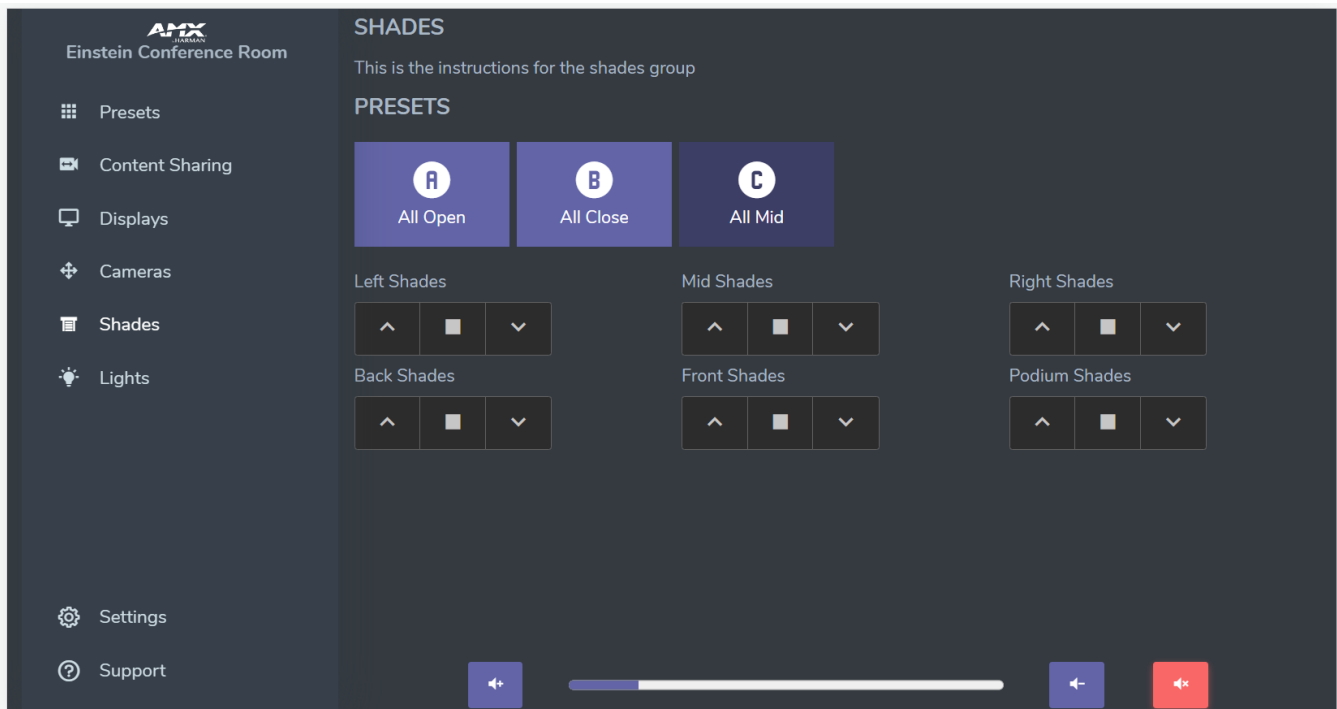 AMX
HARMAN
Einstein Conference Room
Presets
Content Sharing
Displays
Cameras
Shades
Lights
Settings
Support
SHADES
This is the instructions for the shades group
PRESETS
A
All Open
B
All Close
C
All Mid
Left Shades
Mid Shades
Right Shades
Back Shades
Front Shades
Podium Shades